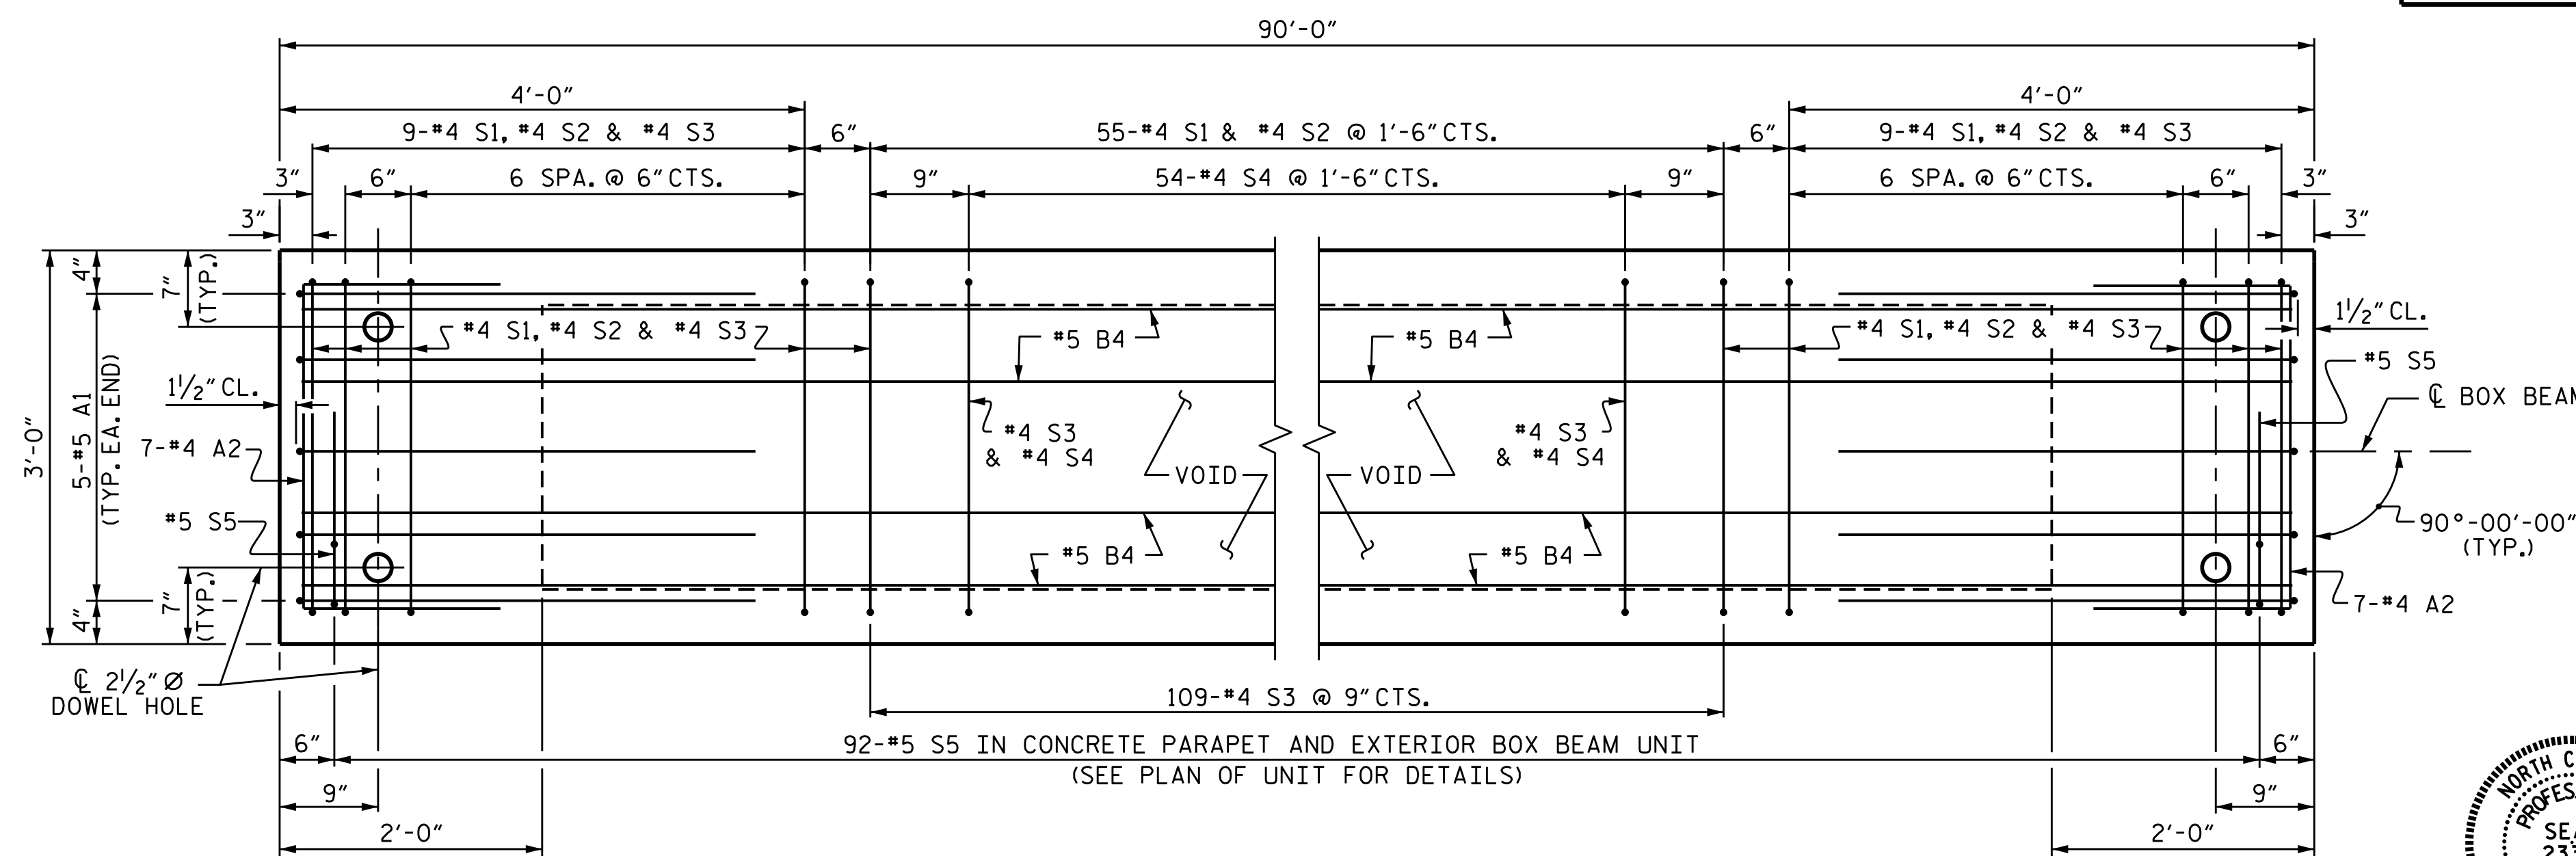 90'-0"
4'-0"
4'-0"
9-#4 S1, #4 S2 & #4 S3
6"
55-#4 S1 & #4 S2 @ 1'-6" CTS.
6"
9-#4 S1, #4 S2 & #4 S3
3"
6"
6 SPA. @ 6" CTS.
9"
54-#4 S4 @ 1'-6" CTS.
9"
6 SPA. @ 6" CTS.
6"
3"
3"
3"
4"
7"
(TYP.)
#4 S1, #4 S2 & #4 S3
#5 B4
#5 B4
#4 S1, #4 S2 & #4 S3
1½" CL.
#5 S5
1½" CL.
℄ BOX BEAM
3'-0"
5-#5 A1
(TYP. EA. END)
7-#4 A2
#4 S3
& #4 S4
VOID
VOID
#4 S3
& #4 S4
#5 S5
#5 B4
#5 B4
90°-00'-00"
(TYP.)
4"
7"
(TYP.)
7-#4 A2
℄ 2½" Ø
DOWEL HOLE
109-#4 S3 @ 9" CTS.
6"
92-#5 S5 IN CONCRETE PARAPET AND EXTERIOR BOX BEAM UNIT
6"
(SEE PLAN OF UNIT FOR DETAILS)
9"
9"
2'-0"
2'-0"
NORTH C
PROFES
SEA